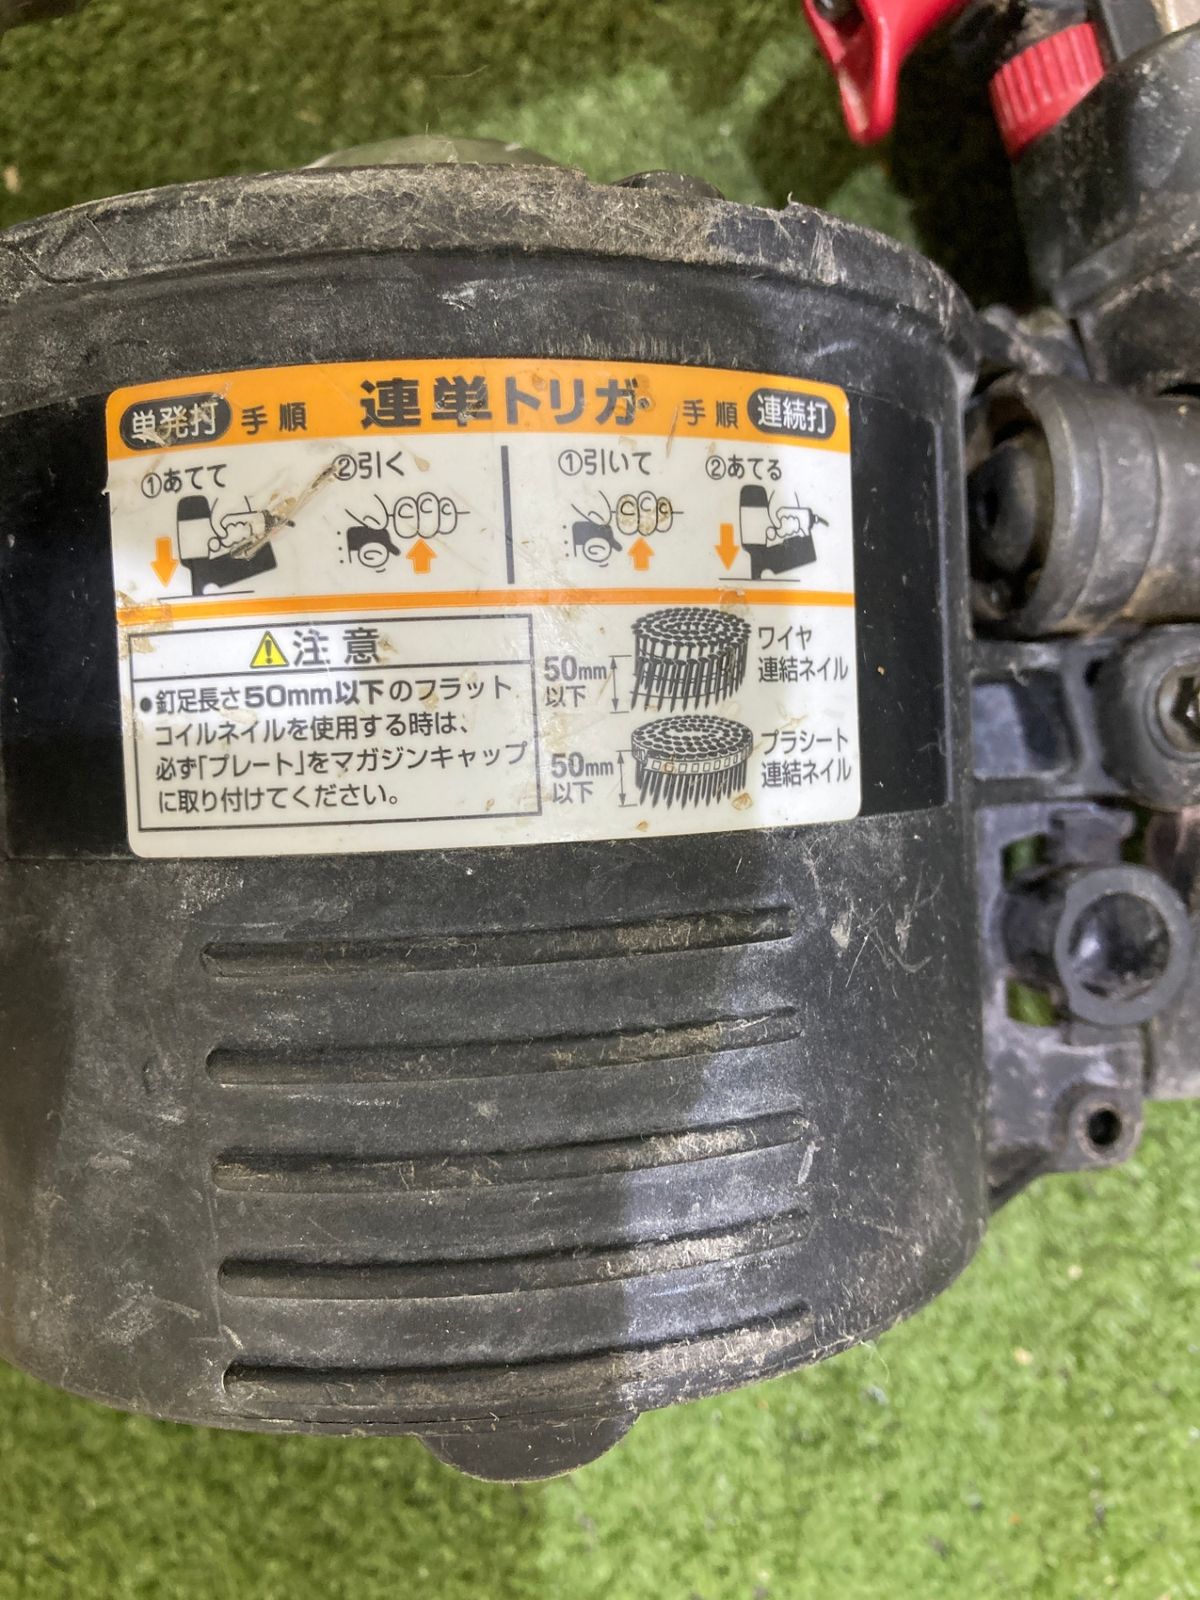 単発打 手順 連単トリガ 手順 連続打
①あてて ②引く ①引いて ②あてる
注意
●釘足長さ50mm以下のフラット
コイルネイルを使用する時は、
必ず「プレート」をマガジンキャップ
に取り付けてください。
50mm
以下
ワイヤ
連結ネイル
50mm
以下
プラシート
連結ネイル